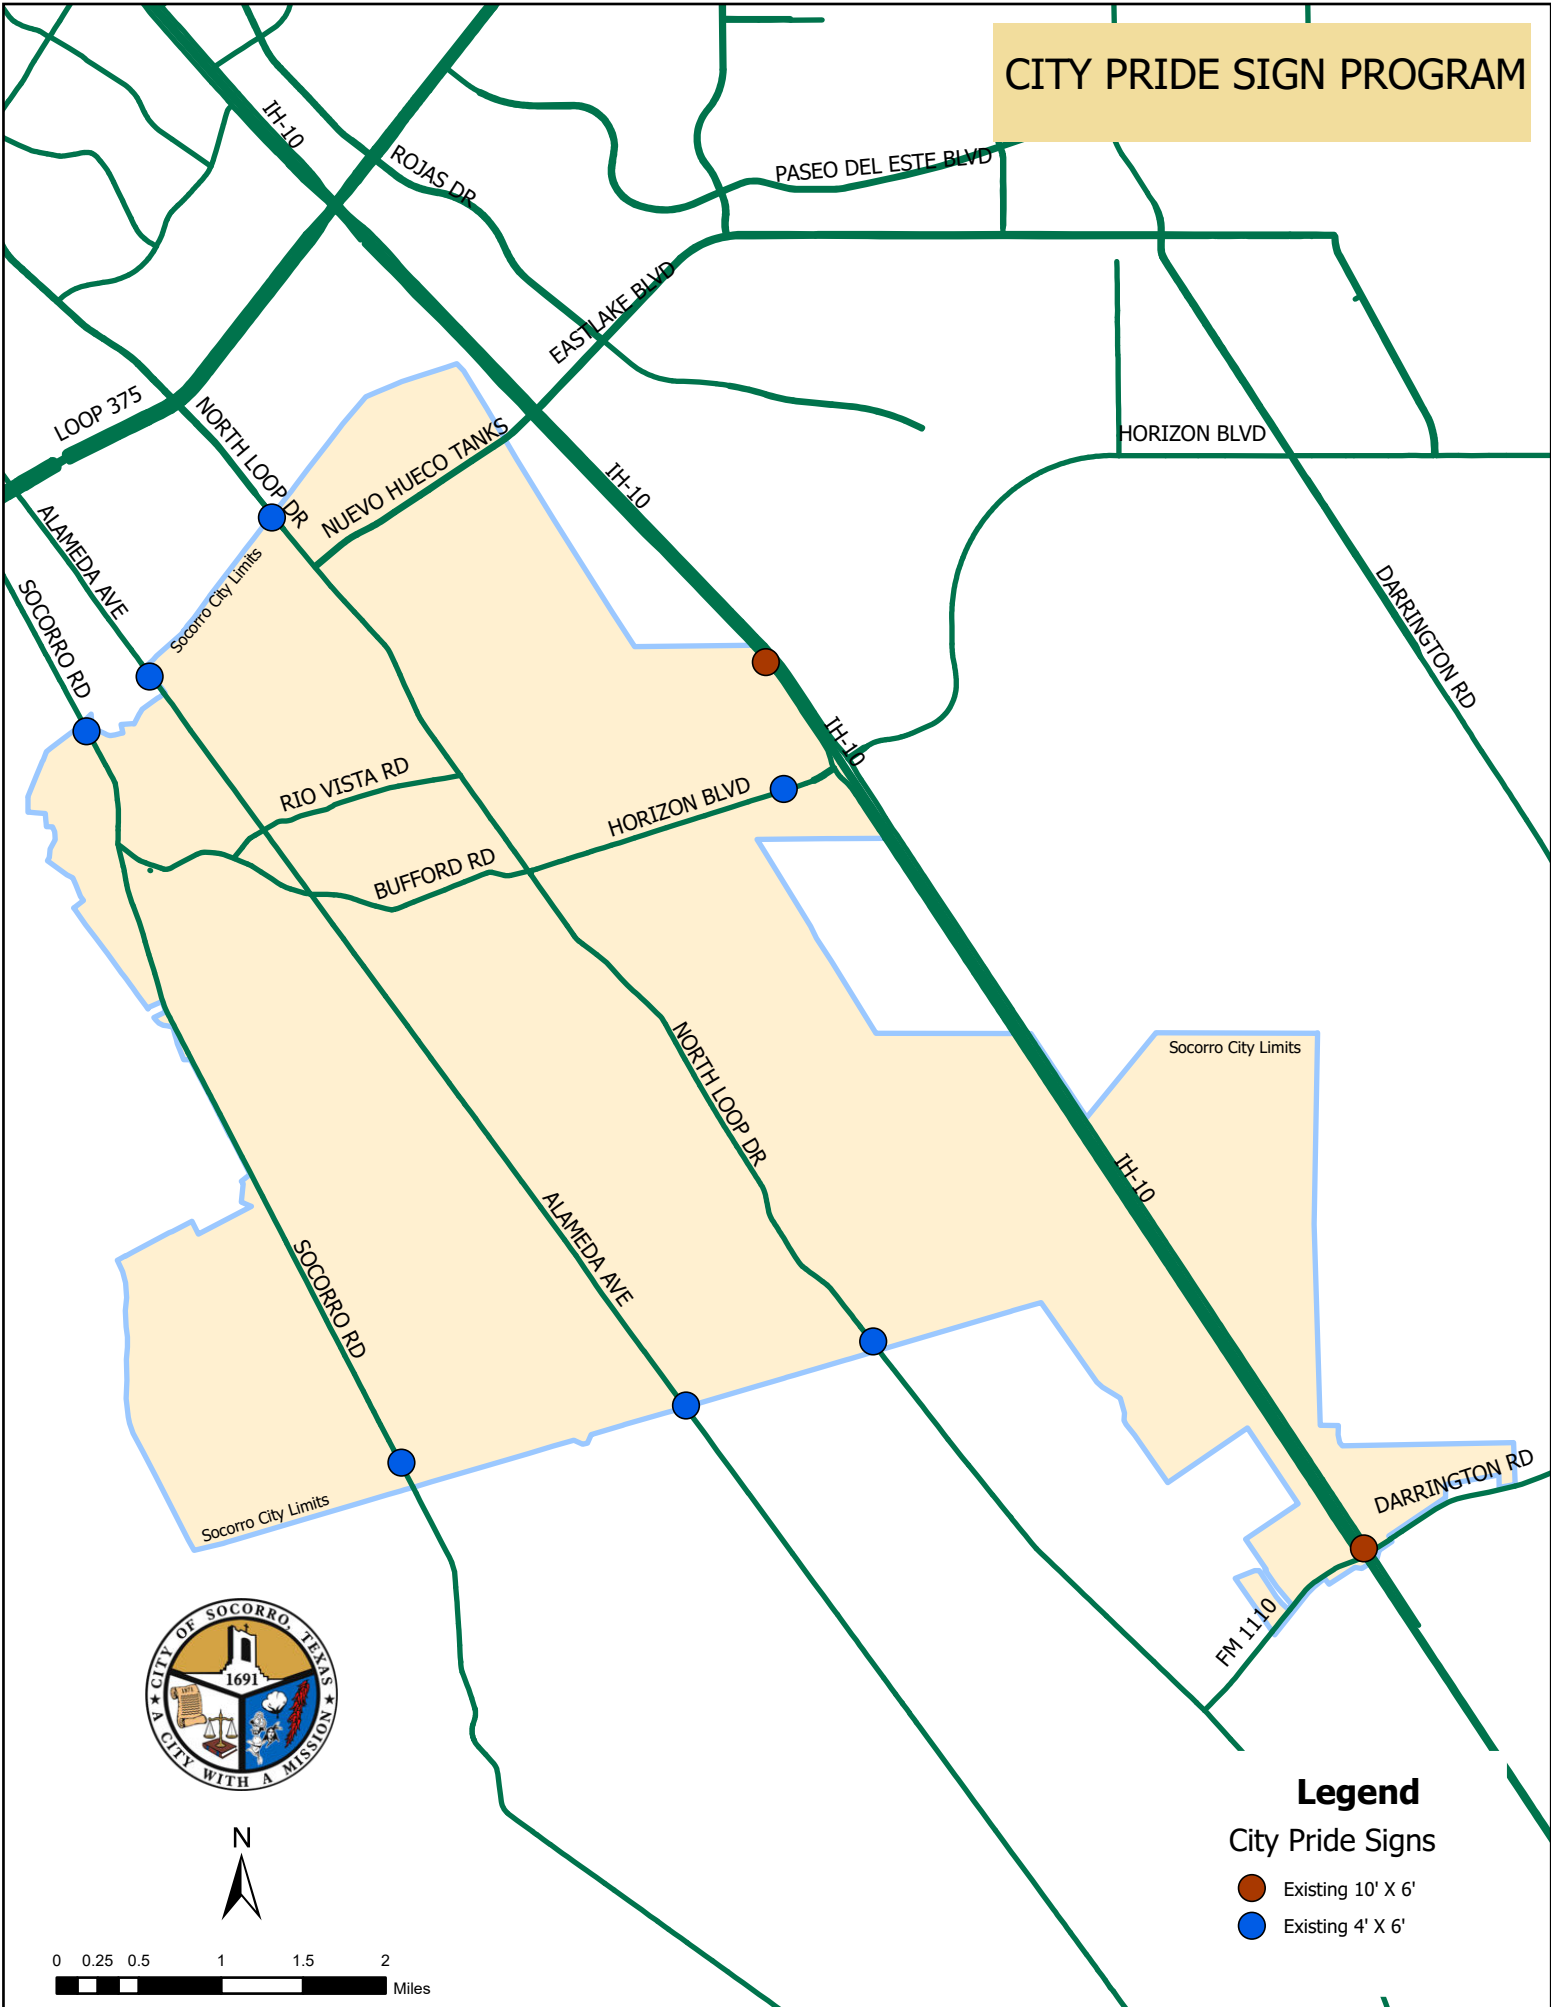 CITY PRIDE SIGN PROGRAM
IH-10
ROJAS DR
PASEO DEL ESTE BLVD
EASTLAKE BLVD
LOOP 375
NORTH LOOP DR
NUEVO HUECO TANKS
HORIZON BLVD
IH-10
ALAMEDA AVE
Socorro City Limits
SOCORRO RD
DARRINGTON RD
IH-10
RIO VISTA RD
HORIZON BLVD
BUFFORD RD
NORTH LOOP DR
Socorro City Limits
IH-10
ALAMEDA AVE
SOCORRO RD
DARRINGTON RD
Socorro City Limits
FM 1110
CITY OF SOCORRO, TEXAS
1691
1871
★ A CITY WITH A MISSION ★
N
Legend
City Pride Signs
Existing 10' X 6'
Existing 4' X 6'
0 0.25 0.5 1 1.5 2
Miles